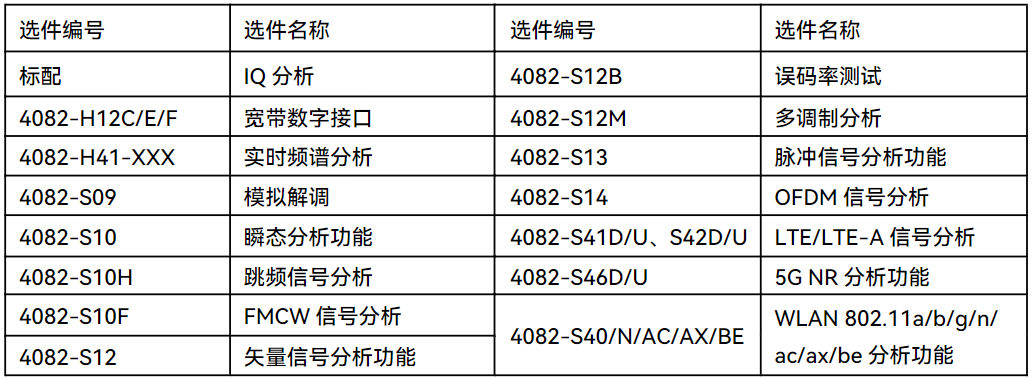 选件编号 选件名称 选件编号 选件名称
标配 IQ 分析 4082-S12B 误码率测试
4082-H12C/E/F 宽带数字接口 4082-S12M 多调制分析
4082-H41-XXX 实时频谱分析 4082-S13 脉冲信号分析功能
4082-S09 模拟解调 4082-S14 OFDM 信号分析
4082-S10 瞬态分析功能 4082-S41D/U、S42D/U LTE/LTE-A 信号分析
4082-S10H 跳频信号分析 4082-S46D/U 5G NR 分析功能
4082-S10F FMCW 信号分析 4082-S40/N/AC/AX/BE WLAN 802.11a/b/g/n/
4082-S12 矢量信号分析功能 ac/ax/be 分析功能